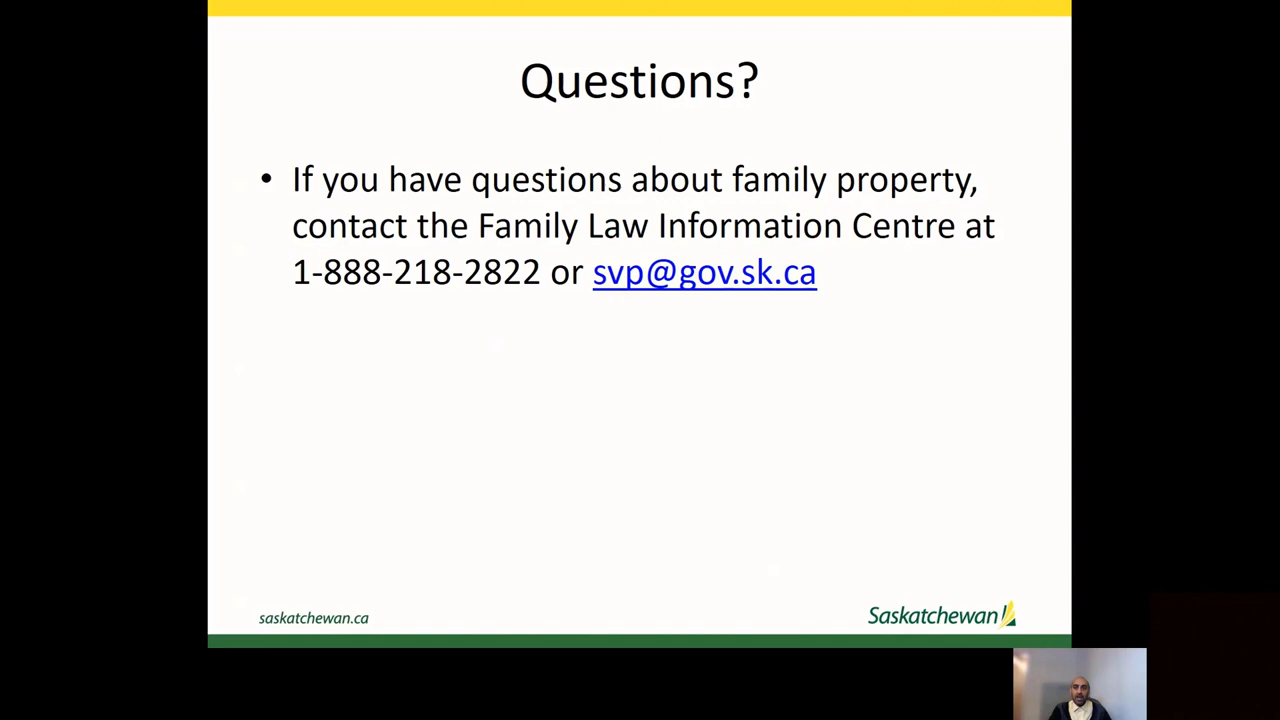 Questions?
• If you have questions about family property,
contact the Family Law Information Centre at
1-888-218-2822 or svp@gov.sk.ca
saskatchewan.ca
Saskatchewan